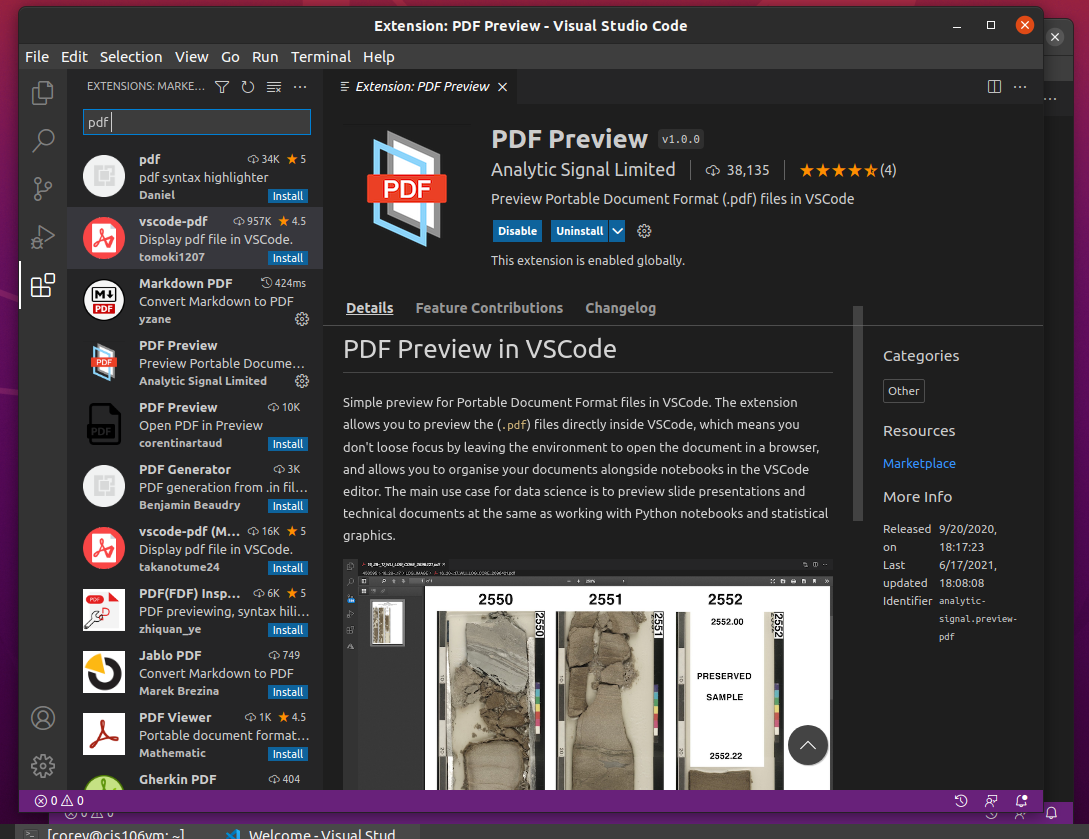 Extension: PDF Preview - Visual Studio Code
File Edit Selection View Go Run Terminal Help
EXTENSIONS: MARKE...
pdf
pdf 34K 5
pdf syntax highlighter
Daniel Install
vscode-pdf 957K 4.5
Display pdf file in VSCode.
tomoki1207 Install
Markdown PDF 424ms
Convert Markdown to PDF
yzane
PDF Preview
Preview Portable Docume...
Analytic Signal Limited
PDF Preview 10K
Open PDF in Preview
corentinartaud Install
PDF Generator 3K
PDF generation from .in fil...
Benjamin Beaudry Install
vscode-pdf (M... 16K 5
Display pdf file in VSCode.
takanotume24 Install
PDF(FDF) Insp... 6K 5
PDF previewing, syntax hili...
zhiquan_ye Install
Jablo PDF 749
Convert Markdown to PDF
Marek Brezina Install
PDF Viewer 1K 4.5
Portable document format...
Mathematic Install
Gherkin PDF 404
Extension: PDF Preview
PDF
PDF Preview v1.0.0
Analytic Signal Limited 38,135 (4)
Preview Portable Document Format (.pdf) files in VSCode
Disable Uninstall
This extension is enabled globally.
Details Feature Contributions Changelog
PDF Preview in VSCode
Simple preview for Portable Document Format files in VSCode. The extension
allows you to preview the (.pdf) files directly inside VSCode, which means you
don't loose focus by leaving the environment to open the document in a browser,
and allows you to organise your documents alongside notebooks in the VSCode
editor. The main use case for data science is to preview slide presentations and
technical documents at the same as working with Python notebooks and statistical
graphics.
2550 2551 2552
2550 2551 2552
2552.00
PRESERVED
SAMPLE
2552.22
Categories
Other
Resources
Marketplace
More Info
Released on 9/20/2020, 18:17:23
Last updated 6/17/2021, 18:08:08
Identifier analytic-
signal.preview-
pdf
0 0
[corey@cis106vm: ~] Welcome - Visual Stud